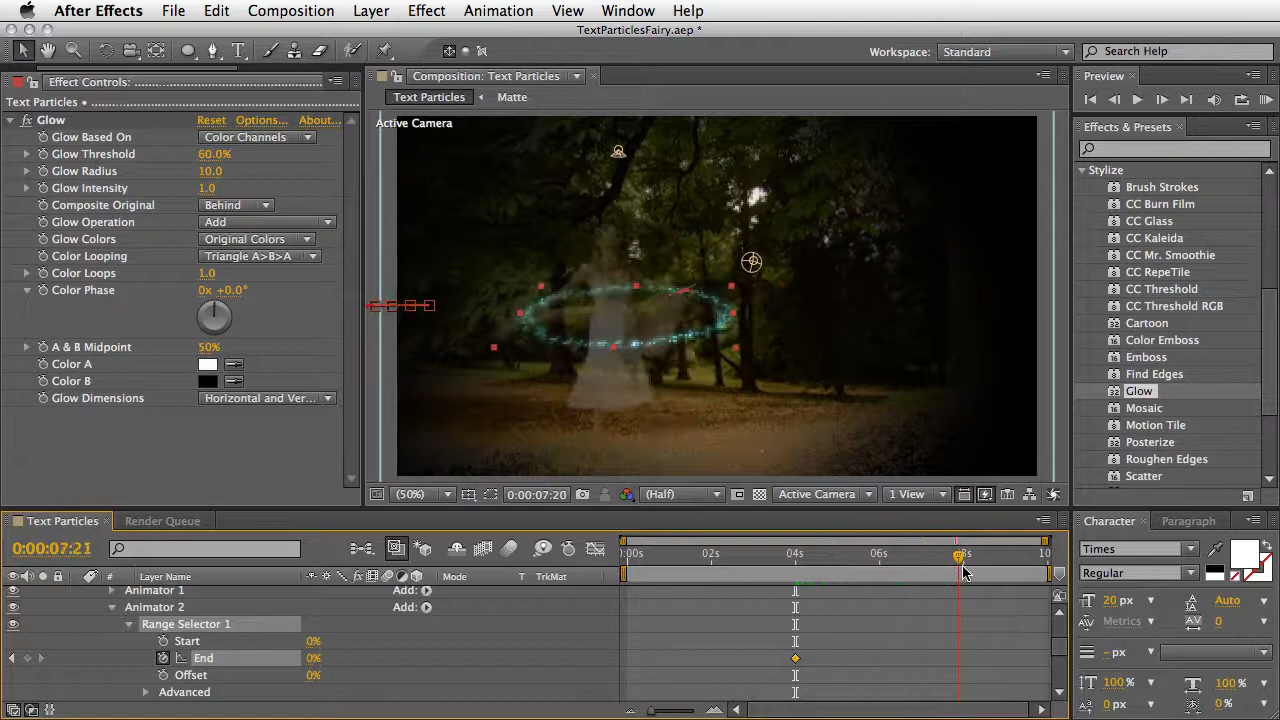 After Effects File Edit Composition Layer Effect Animation View Window Help
TextParticlesFairy.aep *
Workspace: Standard Search Help
Effect Controls: Text Particles
Text Particles •
Glow Reset Options... About...
Glow Based On Color Channels
Glow Threshold 60.0%
Glow Radius 10.0
Glow Intensity 1.0
Composite Original Behind
Glow Operation Add
Glow Colors Original Colors
Color Looping Triangle A>B>A
Color Loops 1.0
Color Phase 0x +0.0°
A & B Midpoint 50%
Color A
Color B
Glow Dimensions Horizontal and Ver...
Composition: Text Particles
Text Particles Matte
Active Camera
(50%) 0:00:07:20 (Half) Active Camera 1 View
Preview
Effects & Presets
Stylize
Brush Strokes
CC Burn Film
CC Glass
CC Kaleida
CC Mr. Smoothie
CC RepeTile
CC Threshold
CC Threshold RGB
Cartoon
Color Emboss
Emboss
Find Edges
Glow
Mosaic
Motion Tile
Posterize
Roughen Edges
Scatter
Text Particles Render Queue
0:00:07:21
# Layer Name Mode T TrkMat
Animator 1 Add:
Animator 2 Add:
Range Selector 1
Start 0%
End 0%
Offset 0%
Advanced
:00s 02s 04s 06s 8s 10
Character Paragraph
Times
Regular
20 px Auto
Metrics 0
- px
100 % 100 %
0 px 0 %